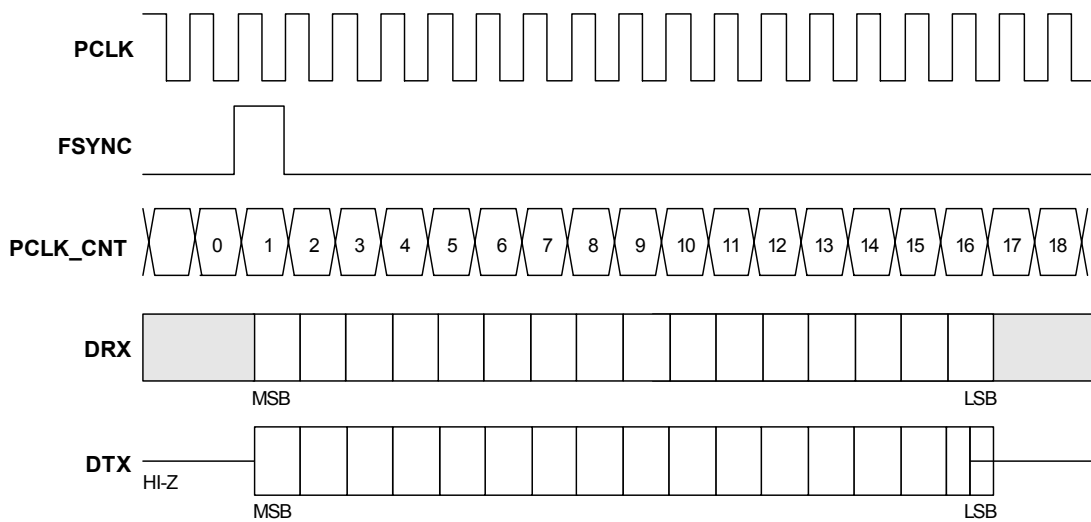 PCLK
FSYNC
PCLK_CNT 0 1 2 3 4 5 6 7 8 9 10 11 12 13 14 15 16 17 18
DRX
MSB LSB
DTX
HI-Z
MSB LSB